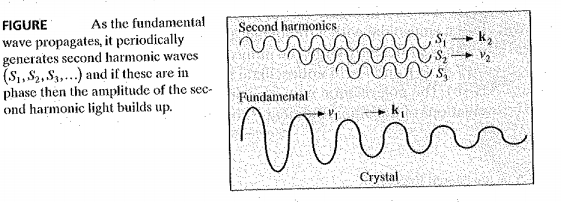 FIGURE As the fundamental
wave propagates, it periodically
generates second harmonic waves
(S₁, S₂, S₃,...) and if these are in
phase then the amplitude of the sec-
ond harmonic light builds up.
Second harmonics
S₁ → k₂
S₂ → ν₂
S₃
Fundamental
ν₁ → k₁
Crystal